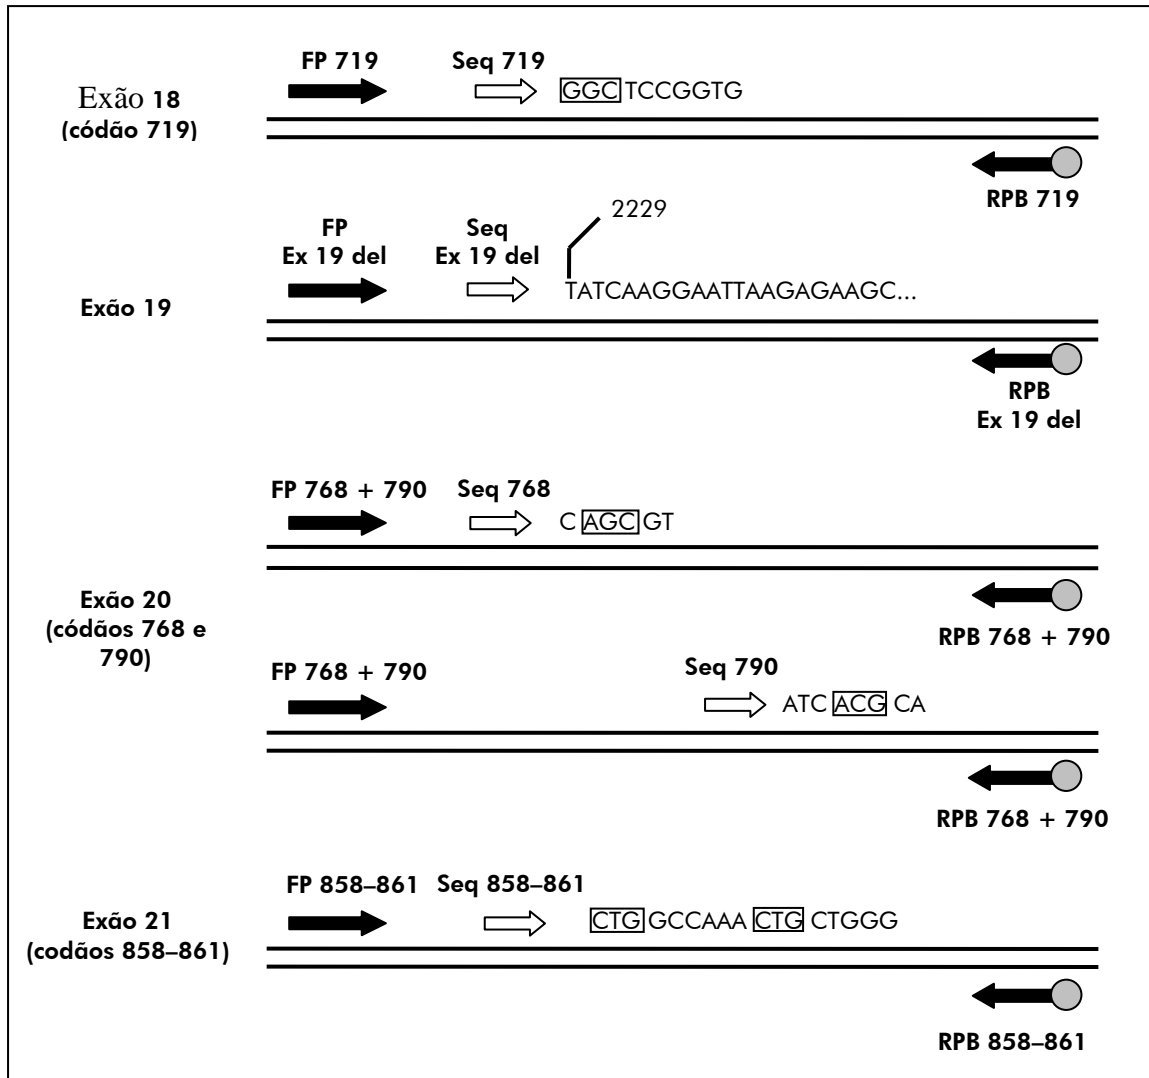 FP 719
Seq 719
GGC TCCGGTG
Exão 18
(códão 719)
RPB 719
2229
FP
Ex 19 del
Seq
Ex 19 del
TATCAAGGAATTAAGAGAAGC...
Exão 19
RPB
Ex 19 del
FP 768 + 790
Seq 768
C AGC GT
Exão 20
(códãos 768 e
790)
RPB 768 + 790
FP 768 + 790
Seq 790
ATC ACG CA
RPB 768 + 790
FP 858–861
Seq 858–861
CTG GCCAAA CTG CTGGG
Exão 21
(codãos 858–861)
RPB 858–861